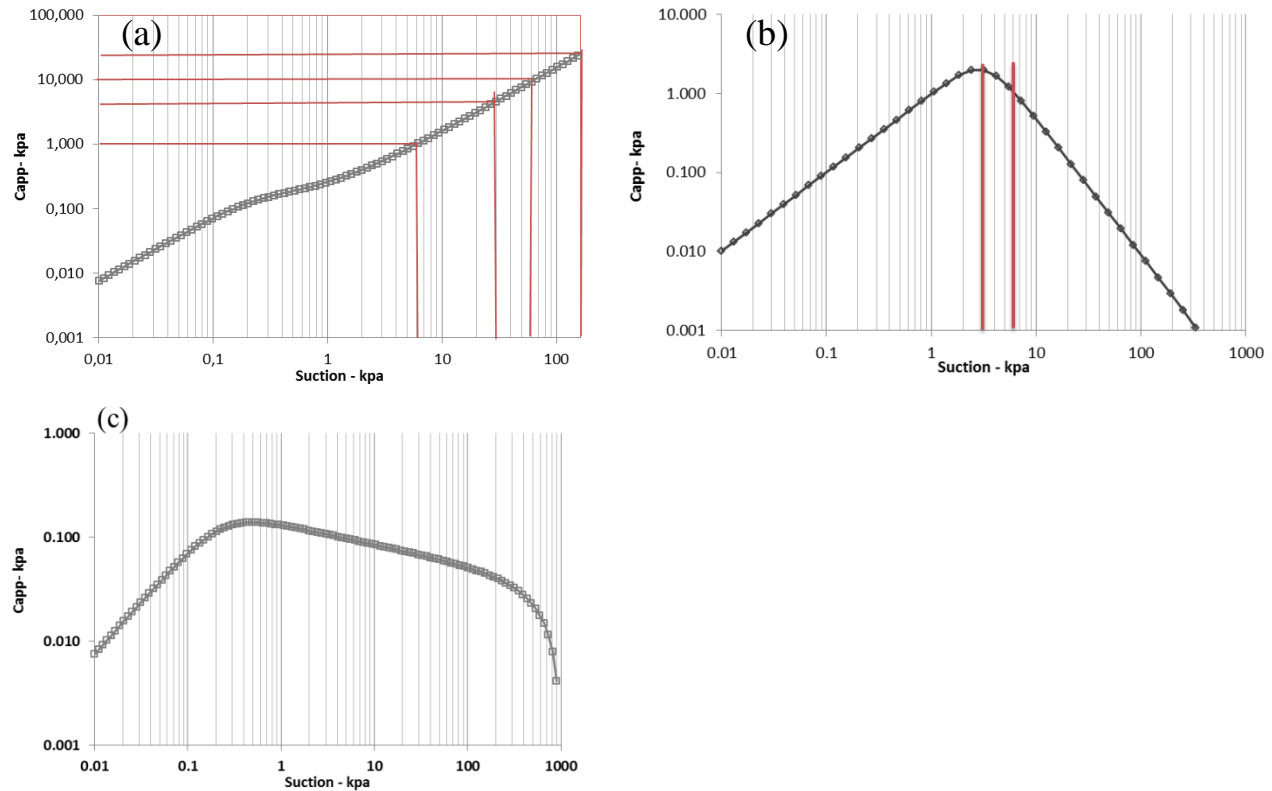 (a)
100,000
10,000
1,000
0,100
0,010
0.001
0,01 0,1 1 10 100
Suction - kpa
Capp- kpa
(b)
10.000
1.000
0.100
0.010
0.001
0.01 0.1 1 10 100 1000
Suction - kpa
Capp- kpa
(c)
1.000
0.100
0.010
0.001
0.01 0.1 1 10 100 1000
Suction - kpa
Capp- kpa